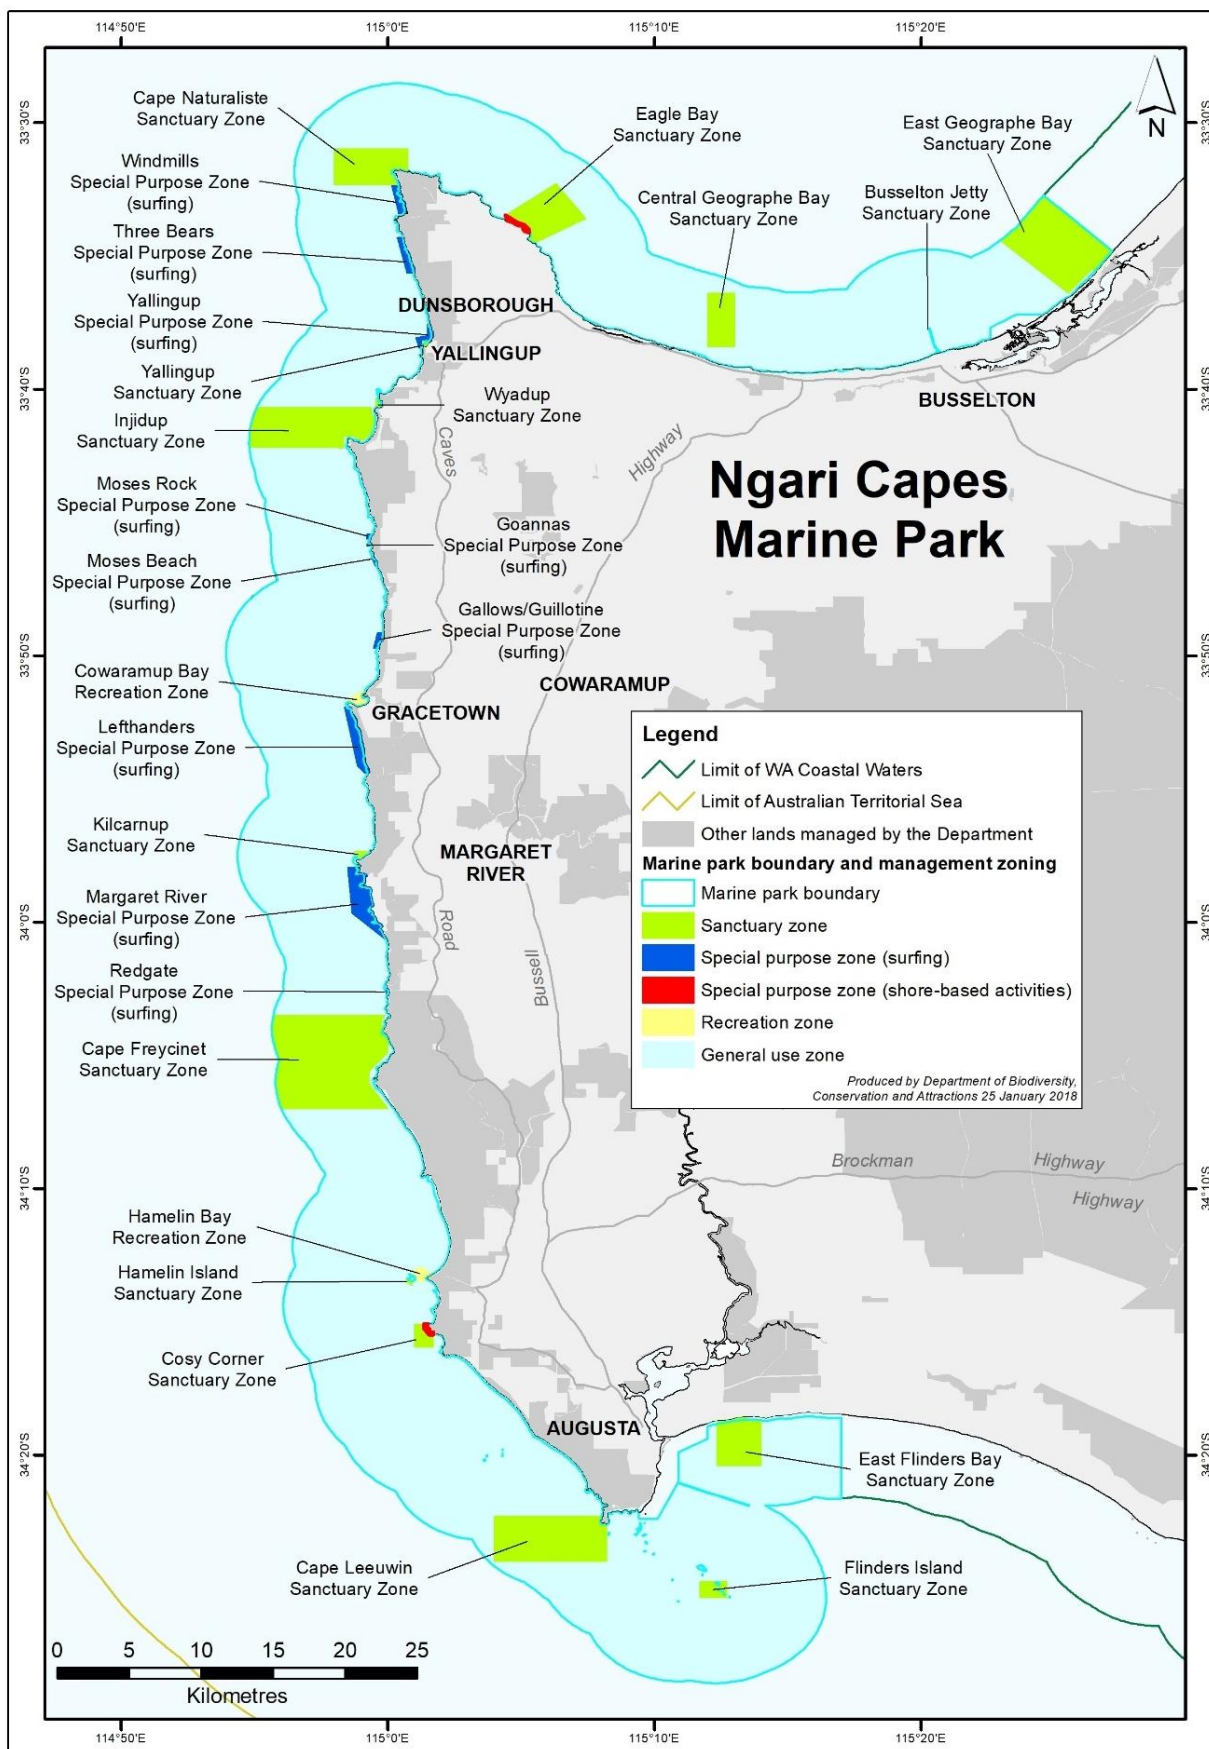 114°50'E
115°0'E
115°10'E
115°20'E
33°30'S
33°30'S
N
Cape Naturaliste
Sanctuary Zone
Windmills
Special Purpose Zone
(surfing)
Three Bears
Special Purpose Zone
(surfing)
Yallingup
Special Purpose Zone
(surfing)
Yallingup
Sanctuary Zone
Injidup
Sanctuary Zone
Moses Rock
Special Purpose Zone
(surfing)
Moses Beach
Special Purpose Zone
(surfing)
Cowaramup Bay
Recreation Zone
Lefthanders
Special Purpose Zone
(surfing)
Kilcarnup
Sanctuary Zone
Margaret River
Special Purpose Zone
(surfing)
Redgate
Special Purpose Zone
(surfing)
Cape Freycinet
Sanctuary Zone
Hamelin Bay
Recreation Zone
Hamelin Island
Sanctuary Zone
Cosy Corner
Sanctuary Zone
Cape Leeuwin
Sanctuary Zone
Eagle Bay
Sanctuary Zone
Central Geographe Bay
Sanctuary Zone
East Geographe Bay
Sanctuary Zone
Busselton Jetty
Sanctuary Zone
DUNSBOROUGH
YALLINGUP
Wyadup
Sanctuary Zone
BUSSELTON
33°40'S
33°40'S
Caves
Highway
Ngari Capes
Marine Park
Goannas
Special Purpose Zone
(surfing)
Gallows/Guillotine
Special Purpose Zone
(surfing)
33°50'S
33°50'S
COWARAMUP
GRACETOWN
MARGARET
RIVER
Road
Bussell
34°0'S
34°0'S
Legend
Limit of WA Coastal Waters
Limit of Australian Territorial Sea
Other lands managed by the Department
Marine park boundary and management zoning
Marine park boundary
Sanctuary zone
Special purpose zone (surfing)
Special purpose zone (shore-based activities)
Recreation zone
General use zone
Produced by Department of Biodiversity,
Conservation and Attractions 25 January 2018
Brockman
Highway
Highway
34°10'S
34°10'S
AUGUSTA
34°20'S
34°20'S
East Flinders Bay
Sanctuary Zone
Flinders Island
Sanctuary Zone
0 5 10 15 20 25
Kilometres
114°50'E
115°0'E
115°10'E
115°20'E